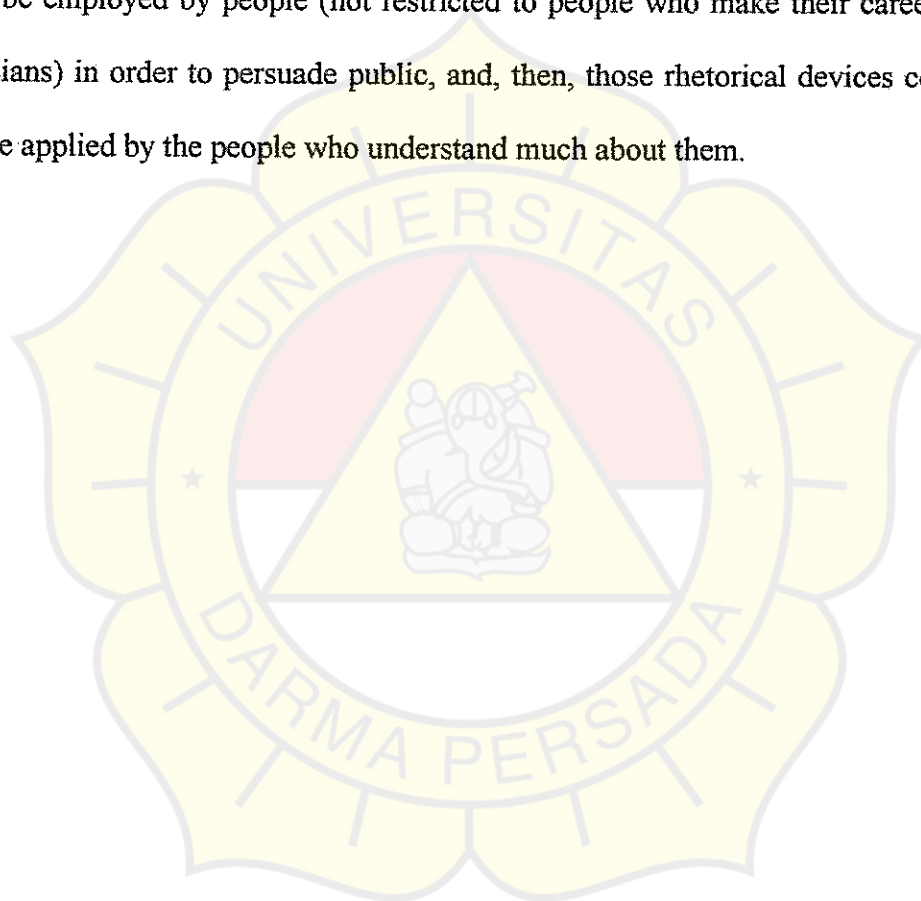 be employed by people (not restricted to people who make their
ians) in order to persuade public, and, then, those rhetorical devices
e applied by the people who understand much about them.
UNIVERSITAS
DARMA PERSADA